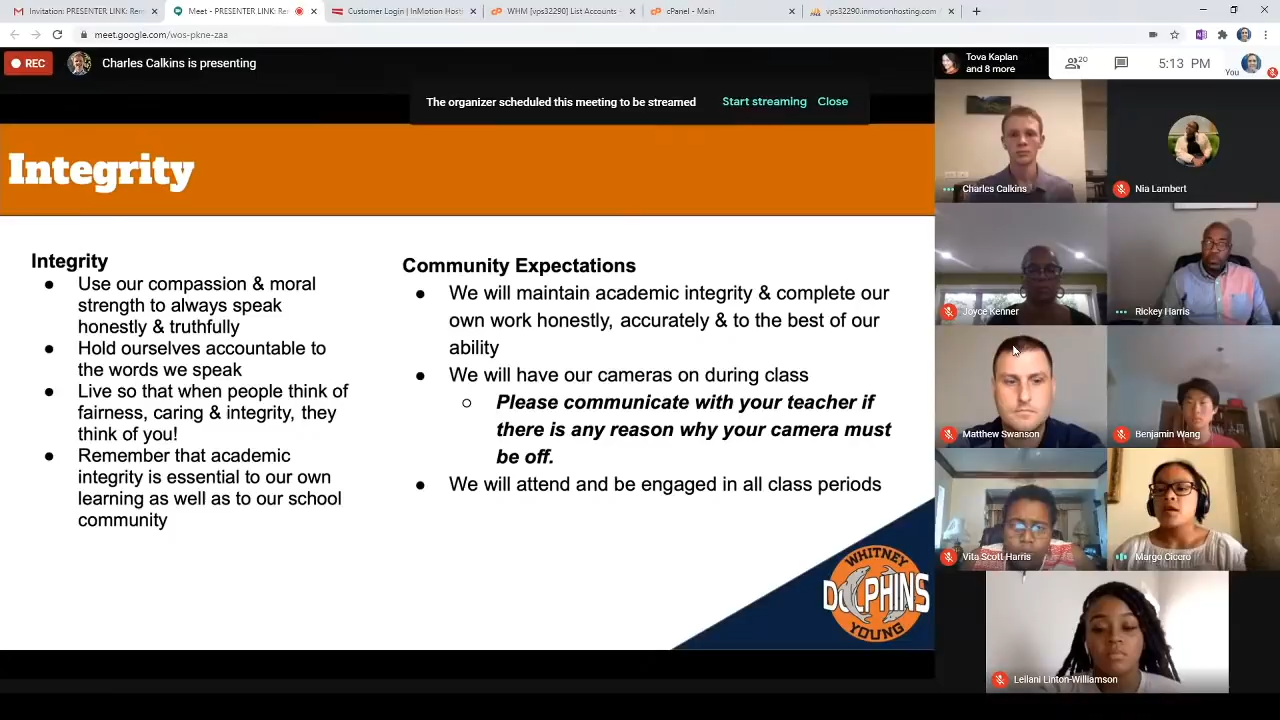 Invitation: PRESENTER LINK: Re
Meet - PRESENTER LINK: Re
Customer Login | InMotion Host
WHM [vps32290] List Accounts -
cPanel - Main
vps32290.inmotionhosting.com /
meet.google.com/wos-pkne-zaa
REC
Charles Calkins is presenting
Tova Kaplan
and 8 more
20
5:13 PM
You
The organizer scheduled this meeting to be streamed Start streaming Close
Integrity
Integrity
● Use our compassion & moral
strength to always speak
honestly & truthfully
● Hold ourselves accountable to
the words we speak
● Live so that when people think of
fairness, caring & integrity, they
think of you!
● Remember that academic
integrity is essential to our own
learning as well as to our school
community
Community Expectations
● We will maintain academic integrity & complete our
own work honestly, accurately & to the best of our
ability
● We will have our cameras on during class
○ Please communicate with your teacher if
there is any reason why your camera must
be off.
● We will attend and be engaged in all class periods
WHITNEY
DOLPHINS
YOUNG
Charles Calkins
Nia Lambert
Joyce Kenner
Rickey Harris
Matthew Swanson
Benjamin Wang
Vita Scott Harris
Margo Cicero
Leilani Linton-Williamson